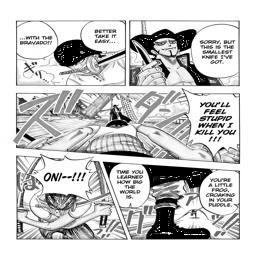 SORRY, BUT
THIS IS THE
SMALLEST
KNIFE I'VE
GOT.
BETTER
TAKE IT
EASY...
...WITH THE
BRAVADO!!
YOU'LL
FEEL
STUPID
WHEN I
KILL YOU
!!!
YOU'RE A
LITTLE
FROG,
CROAKING
IN YOUR
PUDDLE.
TIME YOU
LEARNED
HOW BIG
THE
WORLD
IS.
ONI--!!!